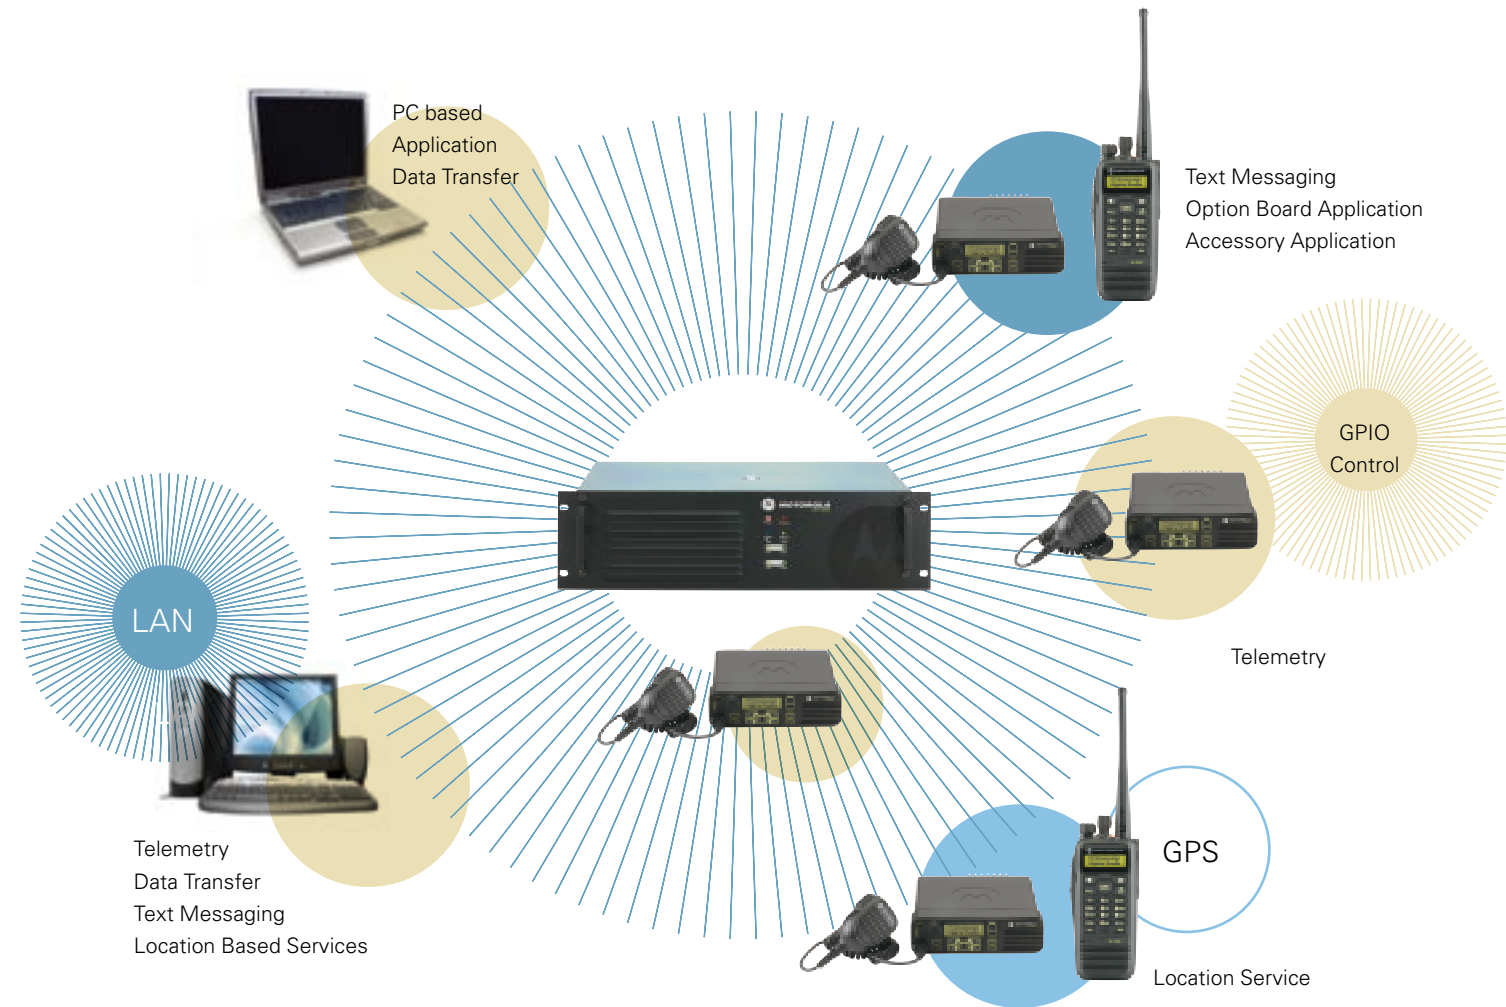 PC based
Application
Data Transfer
Text Messaging
Option Board Application
Accessory Application
GPIO
Control
MOTOROLA
LAN
Telemetry
Telemetry
Data Transfer
Text Messaging
Location Based Services
GPS
Location Service